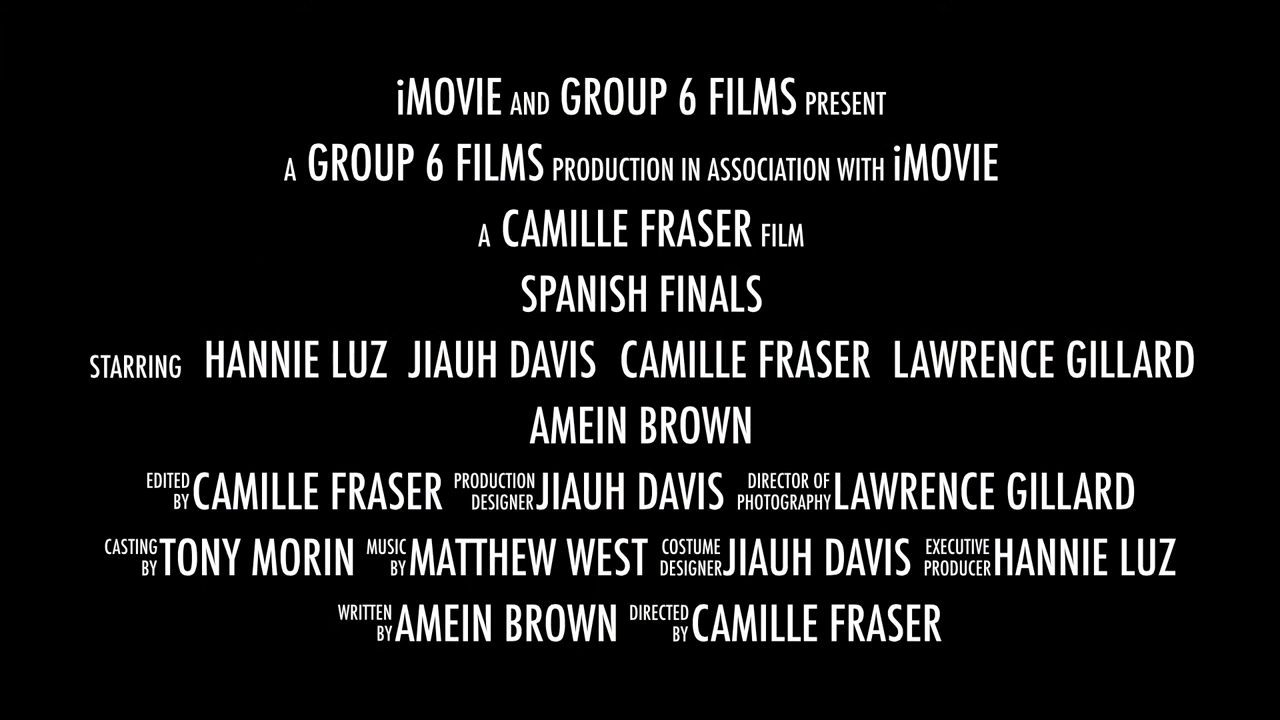 iMOVIE AND GROUP 6 FILMS PRESENT
A GROUP 6 FILMS PRODUCTION IN ASSOCIATION WITH iMOVIE
A CAMILLE FRASER FILM
SPANISH FINALS
STARRING HANNIE LUZ JIAUH DAVIS CAMILLE FRASER LAWRENCE GILLARD
AMEIN BROWN
EDITED BY CAMILLE FRASER PRODUCTION DESIGNER JIAUH DAVIS DIRECTOR OF PHOTOGRAPHY LAWRENCE GILLARD
CASTING BY TONY MORIN MUSIC BY MATTHEW WEST COSTUME DESIGNER JIAUH DAVIS EXECUTIVE PRODUCER HANNIE LUZ
WRITTEN BY AMEIN BROWN DIRECTED BY CAMILLE FRASER